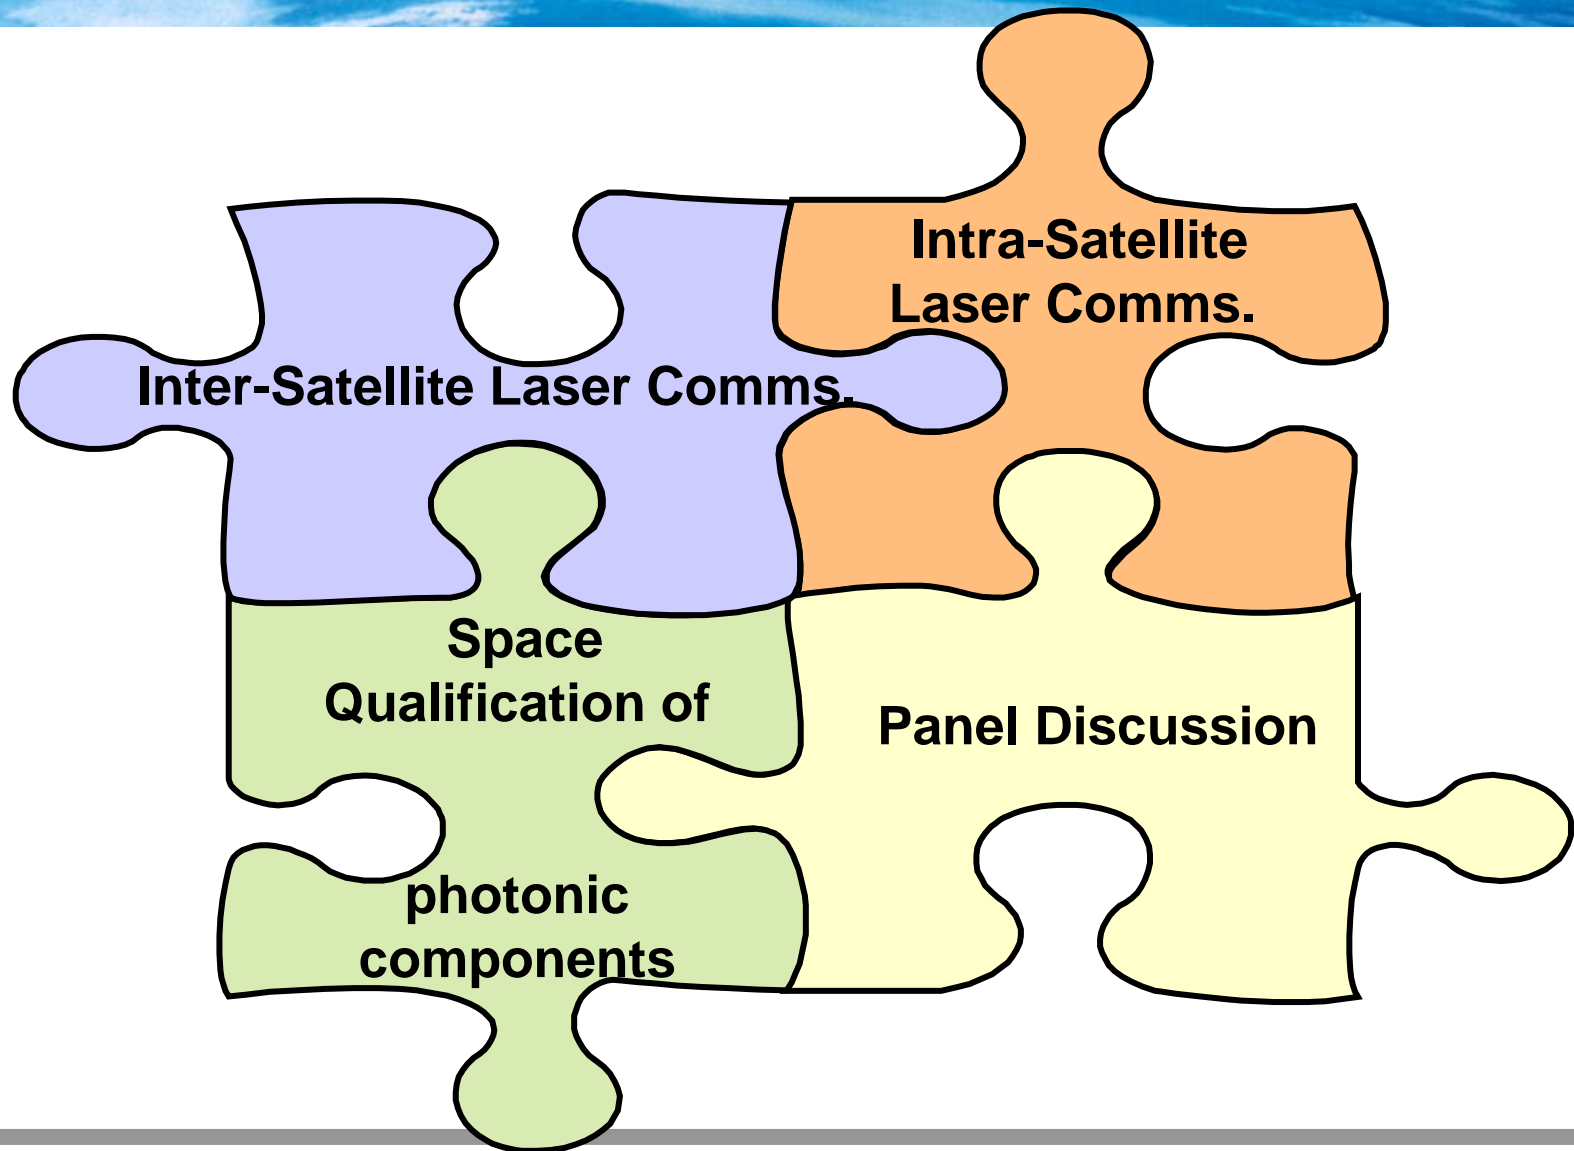 Intra-Satellite
Laser Comms.
Inter-Satellite Laser Comms.
Space
Qualification of
photonic
components
Panel Discussion